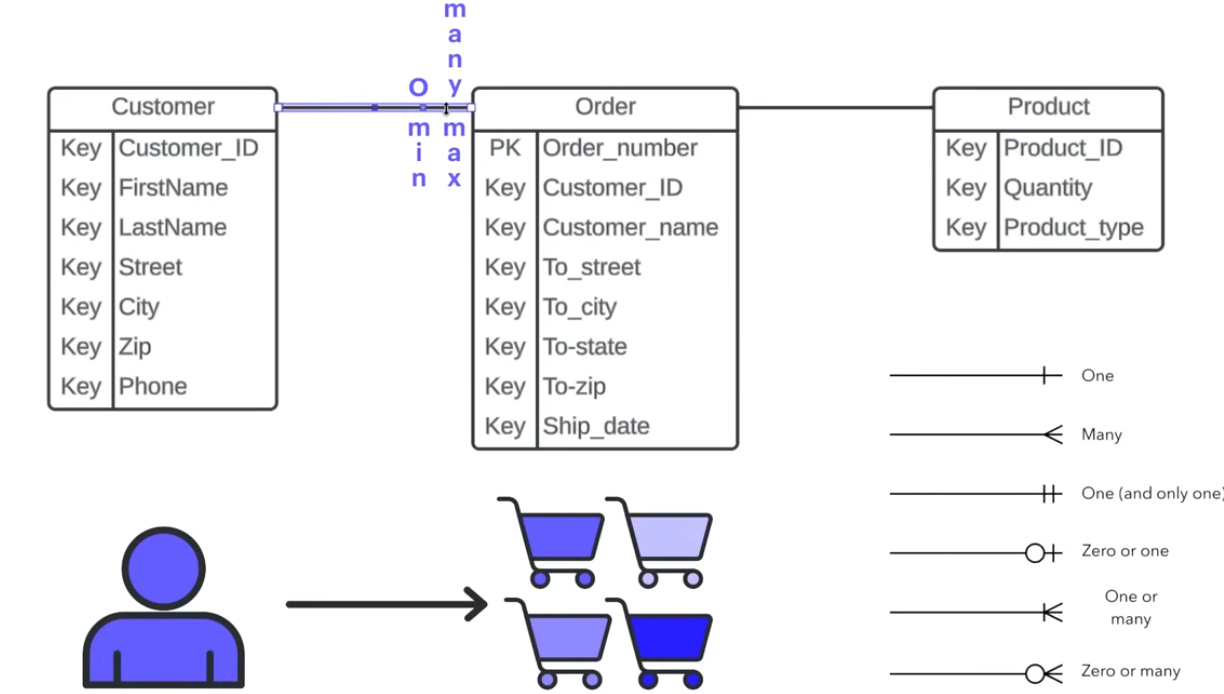 many max
O min
Customer
Key Customer_ID
Key FirstName
Key LastName
Key Street
Key City
Key Zip
Key Phone
Order
PK Order_number
Key Customer_ID
Key Customer_name
Key To_street
Key To_city
Key To-state
Key To-zip
Key Ship_date
Product
Key Product_ID
Key Quantity
Key Product_type
One
Many
One (and only one)
Zero or one
One or
many
Zero or many